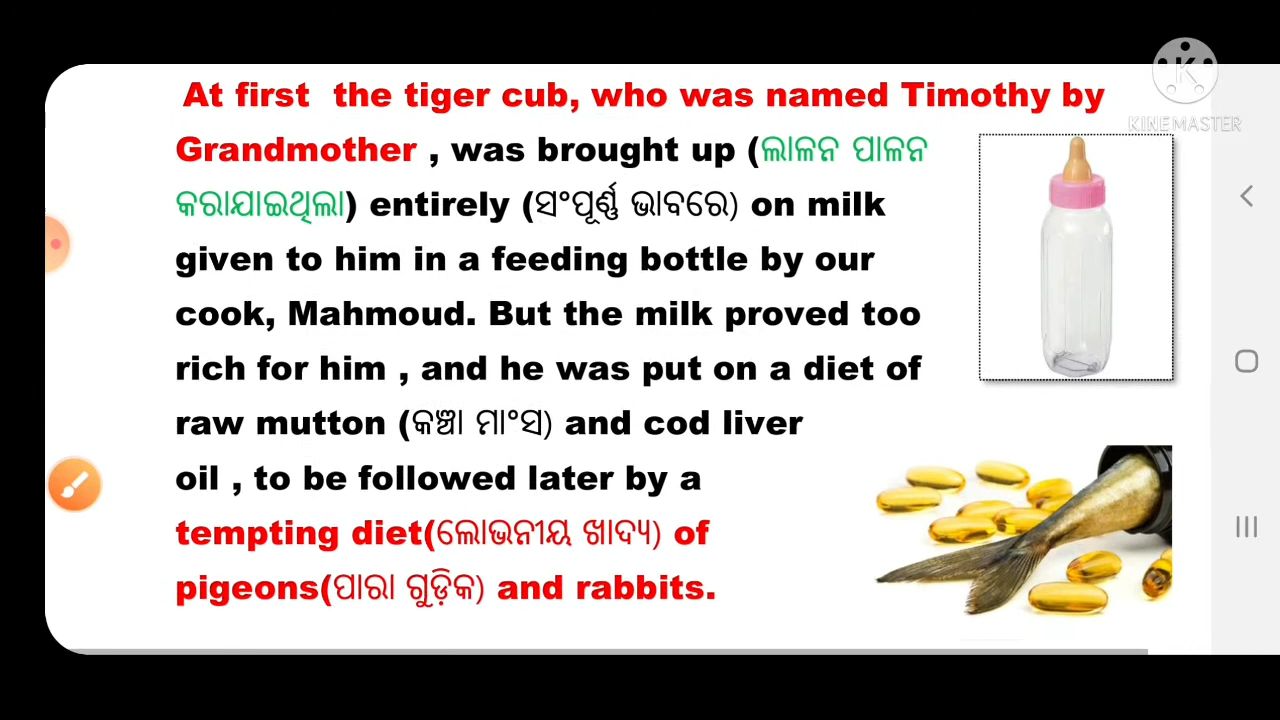 At first the tiger cub, who was named Timothy by
Grandmother , was brought up (ଲାଳନ ପାଳନ
କରାଯାଇଥିଲା) entirely (ସଂପୂର୍ଣ୍ଣ ଭାବରେ) on milk
given to him in a feeding bottle by our
cook, Mahmoud. But the milk proved too
rich for him , and he was put on a diet of
raw mutton (କଞ୍ଚା ମାଂସ) and cod liver
oil , to be followed later by a
tempting diet(ଲୋଭନୀୟ ଖାଦ୍ୟ) of
pigeons(ପାରା ଗୁଡ଼ିକ) and rabbits.
K
KINEMASTER